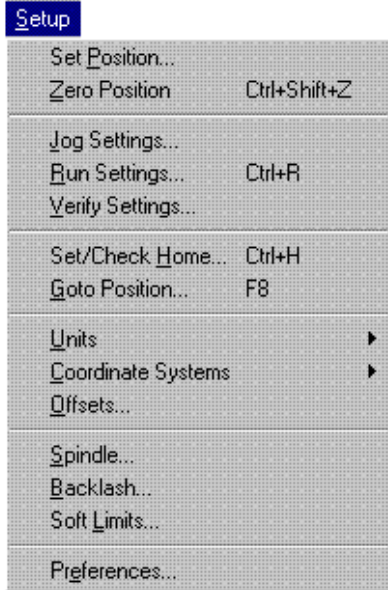 Setup
Set Position...
Zero Position Ctrl+Shift+Z
Jog Settings...
Run Settings... Ctrl+R
Verify Settings...
Set/Check Home... Ctrl+H
Goto Position... F8
Units
Coordinate Systems
Offsets...
Spindle...
Backlash...
Soft Limits...
Preferences...